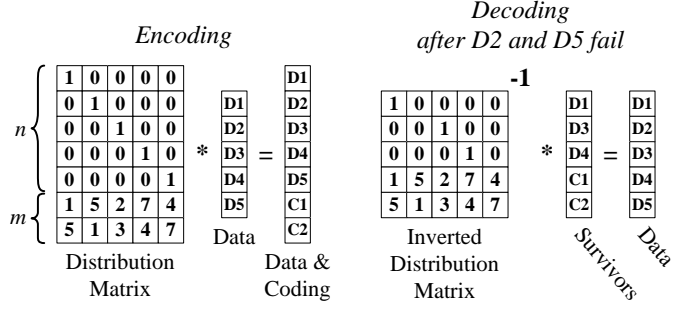 Encoding
1 0 0 0 0
0 1 0 0 0
0 0 1 0 0
0 0 0 1 0
0 0 0 0 1
1 5 2 7 4
5 1 3 4 7
n
m
Distribution
Matrix
*
D1
D2
D3
D4
D5
Data
=
D1
D2
D3
D4
D5
C1
C2
Data &
Coding
Decoding
after D2 and D5 fail
1 0 0 0 0
0 0 1 0 0
0 0 0 1 0
1 5 2 7 4
5 1 3 4 7
-1
Inverted
Distribution
Matrix
*
D1
D3
D4
C1
C2
Survivors
=
D1
D2
D3
D4
D5
Data